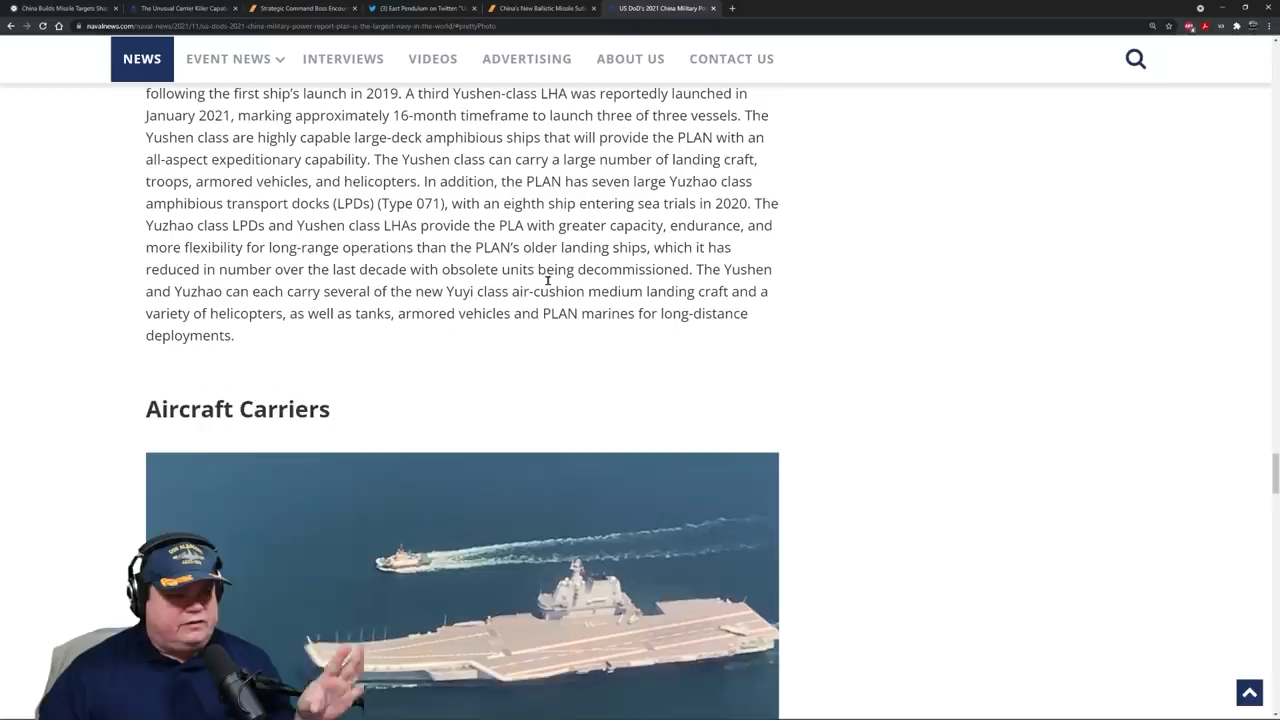 China Builds Missile Targets Sha
The Unusual Carrier Killer Capab
Strategic Command Boss Encour
(3) East Pendulum on Twitter: "
China's New Ballistic Missile Sub
US DoD's 2021 China Military Po
navalnews.com/naval-news/2021/11/us-dods-2021-china-military-power-report-plan-is-the-largest-navy-in-the-world/#prettyPhoto
NEWS EVENT NEWS INTERVIEWS VIDEOS ADVERTISING ABOUT US CONTACT US
following the first ship's launch in 2019. A third Yushen-class LHA was reportedly launched in
January 2021, marking approximately 16-month timeframe to launch three of three vessels. The
Yushen class are highly capable large-deck amphibious ships that will provide the PLAN with an
all-aspect expeditionary capability. The Yushen class can carry a large number of landing craft,
troops, armored vehicles, and helicopters. In addition, the PLAN has seven large Yuzhao class
amphibious transport docks (LPDs) (Type 071), with an eighth ship entering sea trials in 2020. The
Yuzhao class LPDs and Yushen class LHAs provide the PLA with greater capacity, endurance, and
more flexibility for long-range operations than the PLAN's older landing ships, which it has
reduced in number over the last decade with obsolete units being decommissioned. The Yushen
and Yuzhao can each carry several of the new Yuyi class air-cushion medium landing craft and a
variety of helicopters, as well as tanks, armored vehicles and PLAN marines for long-distance
deployments.
Aircraft Carriers